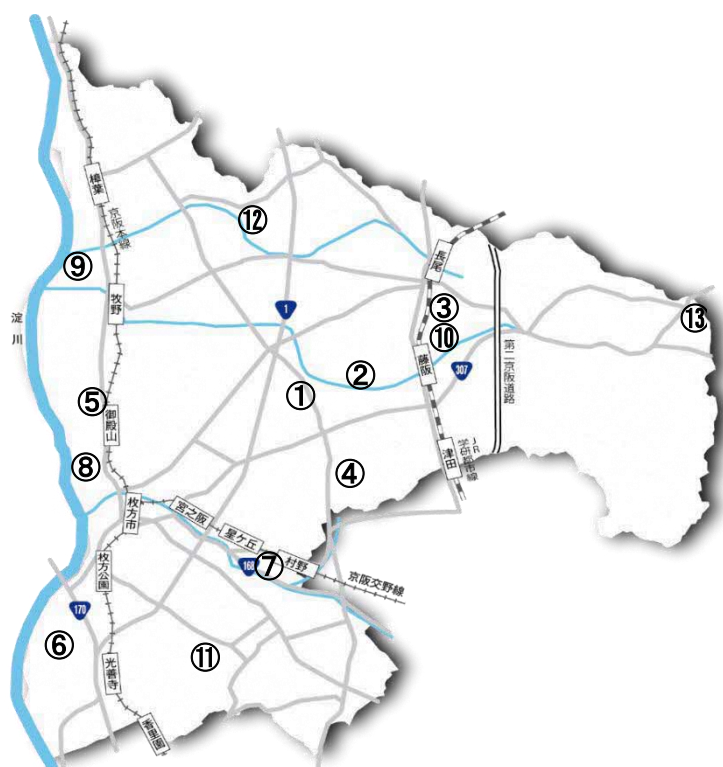 樟葉
京阪本線
⑫
⑨
長尾
牧野
淀川
1
③
⑬
⑩
第二京阪道路
藤阪
②
307
①
⑤
御殿山
JR学研都市線
津田
④
⑧
枚方市
宮之阪
星ケ丘
村野
168
⑦
京阪交野線
枚方公園
170
⑥
⑪
光善寺
香里園